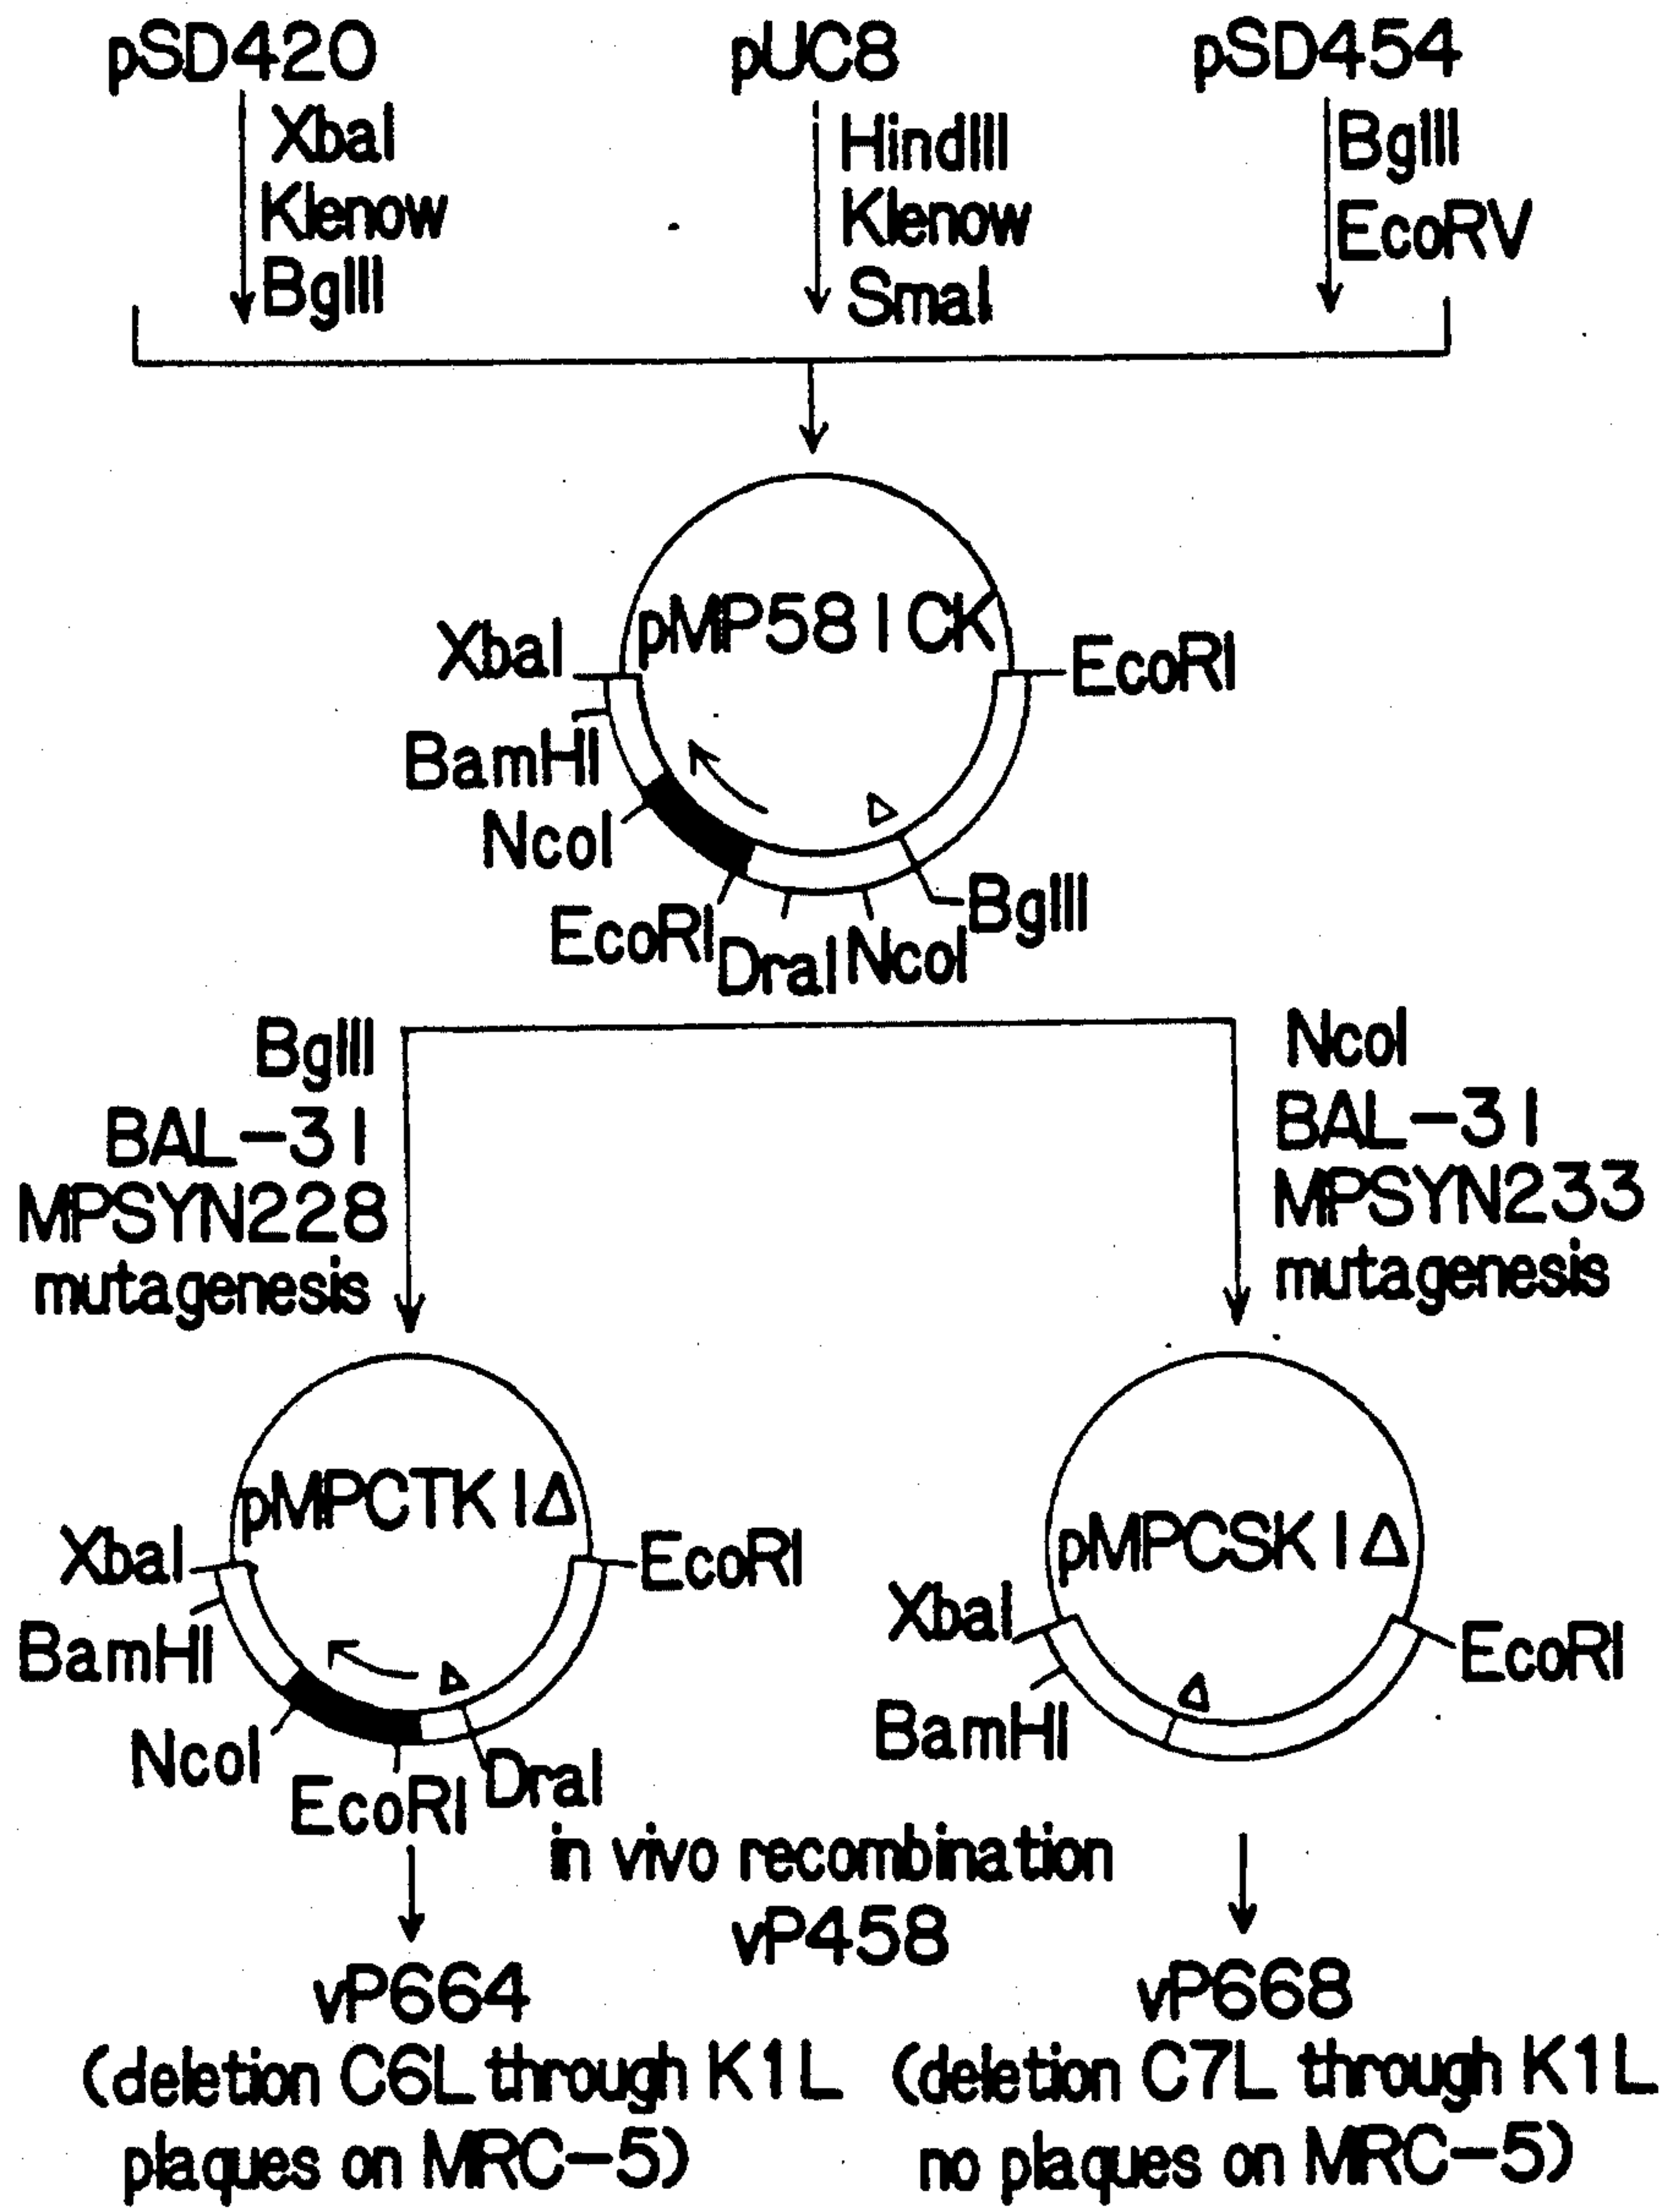 pSD420
pUC8
pSD454
XbaI
Klenow
BglII
HindIII
Klenow
SmaI
BglII
EcoRV
pMP581CK
XbaI
EcoRI
BamHI
NcoI
EcoRI
DraI
NcoI
BglII
BglII
BAL-31
MPSYN228
mutagenesis
NcoI
BAL-31
MPSYN233
mutagenesis
pMPCTK1Δ
XbaI
EcoRI
BamHI
NcoI
EcoRI
DraI
pMPCSK1Δ
XbaI
EcoRI
BamHI
in vivo recombination
vP458
vP664
(deletion C6L through K1L
plaques on MRC-5)
vP668
(deletion C7L through K1L
no plaques on MRC-5)